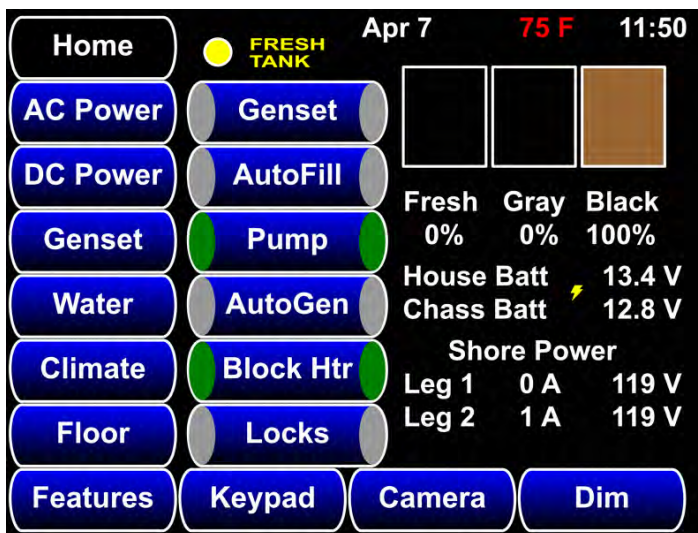 Home
FRESH
TANK
Apr 7 75 F 11:50
AC Power
DC Power
Genset
Water
Climate
Floor
Genset
AutoFill
Pump
AutoGen
Block Htr
Locks
Fresh Gray Black
0% 0% 100%
House Batt 13.4 V
Chass Batt 12.8 V
Shore Power
Leg 1 0 A 119 V
Leg 2 1 A 119 V
Features Keypad Camera Dim